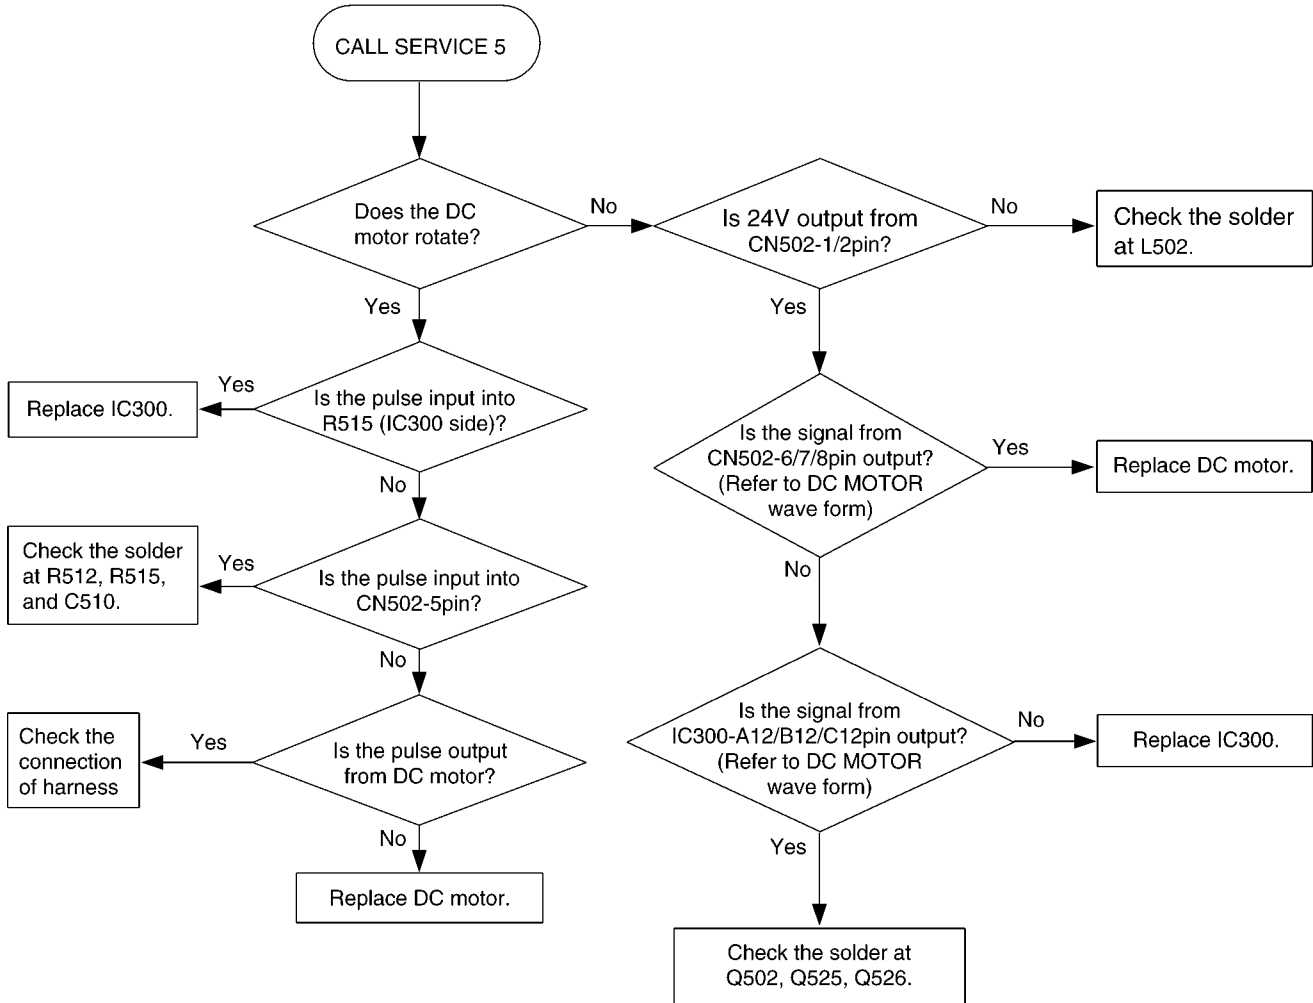 CALL SERVICE 5
Does the DC
motor rotate?
No
Is 24V output from
CN502-1/2pin?
No
Check the solder
at L502.
Yes
Yes
Replace IC300.
Yes
Is the pulse input into
R515 (IC300 side)?
Is the signal from
CN502-6/7/8pin output?
(Refer to DC MOTOR
wave form)
Yes
Replace DC motor.
No
Check the solder
at R512, R515,
and C510.
Yes
Is the pulse input into
CN502-5pin?
No
No
Check the
connection
of harness
Yes
Is the pulse output
from DC motor?
Is the signal from
IC300-A12/B12/C12pin output?
(Refer to DC MOTOR
wave form)
No
Replace IC300.
No
Yes
Replace DC motor.
Check the solder at
Q502, Q525, Q526.